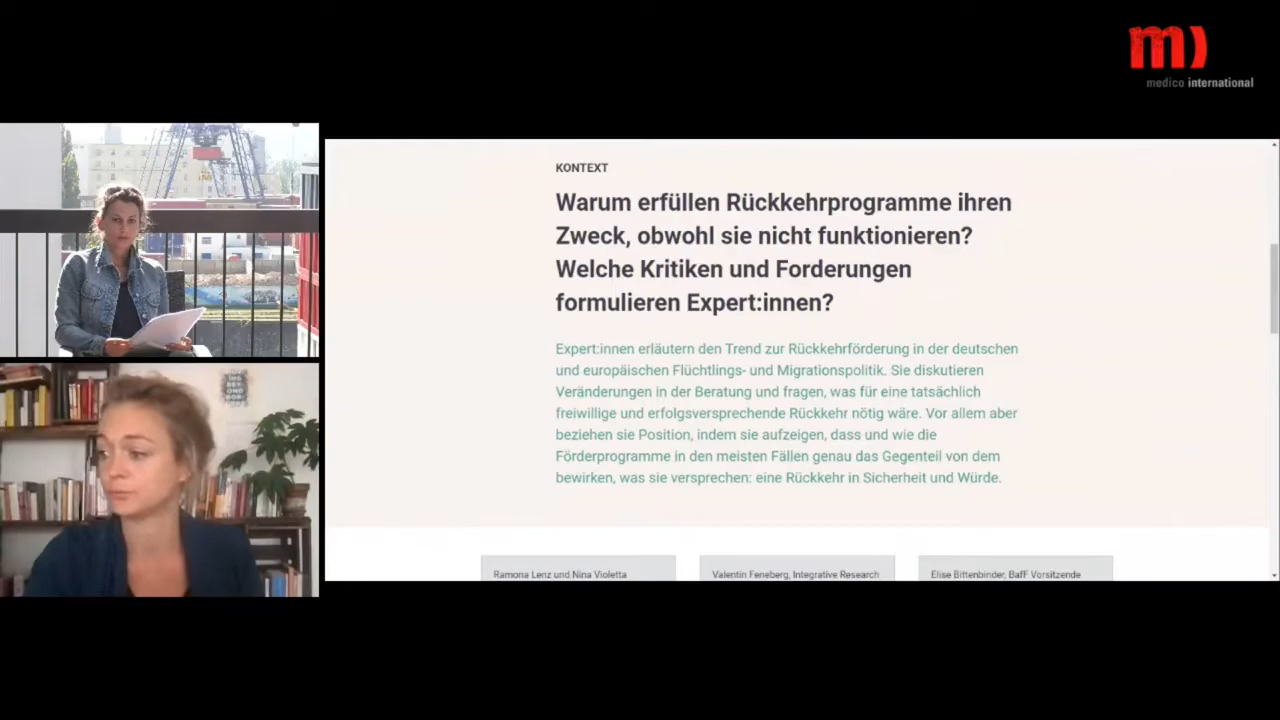 medico international
KONTEXT
Warum erfüllen Rückkehrprogramme ihren
Zweck, obwohl sie nicht funktionieren?
Welche Kritiken und Forderungen
formulieren Expert:innen?
Expert:innen erläutern den Trend zur Rückkehrförderung in der deutschen
und europäischen Flüchtlings- und Migrationspolitik. Sie diskutieren
Veränderungen in der Beratung und fragen, was für eine tatsächlich
freiwillige und erfolgsversprechende Rückkehr nötig wäre. Vor allem aber
beziehen sie Position, indem sie aufzeigen, dass und wie die
Förderprogramme in den meisten Fällen genau das Gegenteil von dem
bewirken, was sie versprechen: eine Rückkehr in Sicherheit und Würde.
Ramona Lenz und Nina Violetta
Valentin Feneberg, Integrative Research
Elise Bittenbinder, BafF Vorsitzende